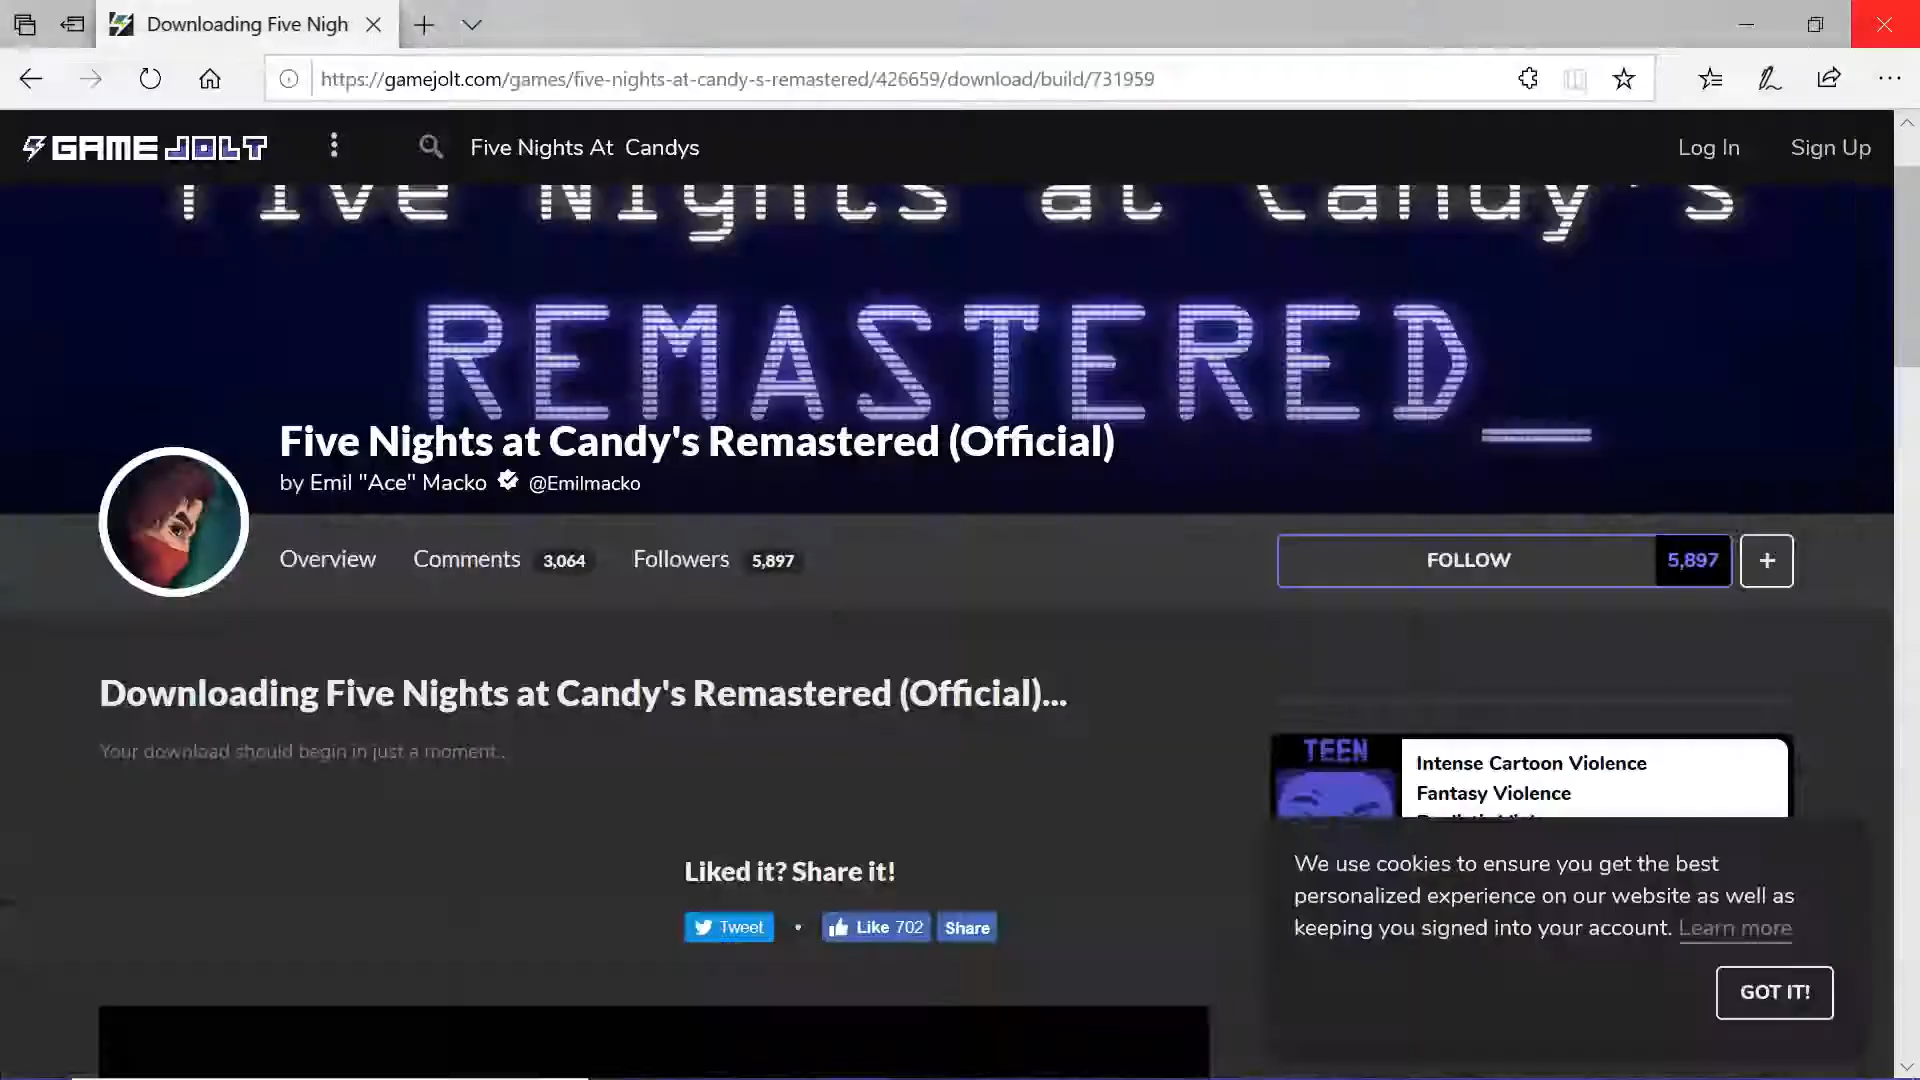 Downloading Five Nigh
https://gamejolt.com/games/five-nights-at-candy-s-remastered/426659/download/build/731959
GAME JOLT
Five Nights At Candys
Log In
Sign Up
Five Nights at Candy's
REMASTERED_
Five Nights at Candy's Remastered (Official)
by Emil "Ace" Macko @Emilmacko
Overview
Comments 3,064
Followers 5,897
FOLLOW 5,897
Downloading Five Nights at Candy's Remastered (Official)...
Your download should begin in just a moment..
TEEN
Intense Cartoon Violence
Fantasy Violence
Liked it? Share it!
Tweet
Like 702
Share
We use cookies to ensure you get the best
personalized experience on our website as well as
keeping you signed into your account. Learn more
GOT IT!